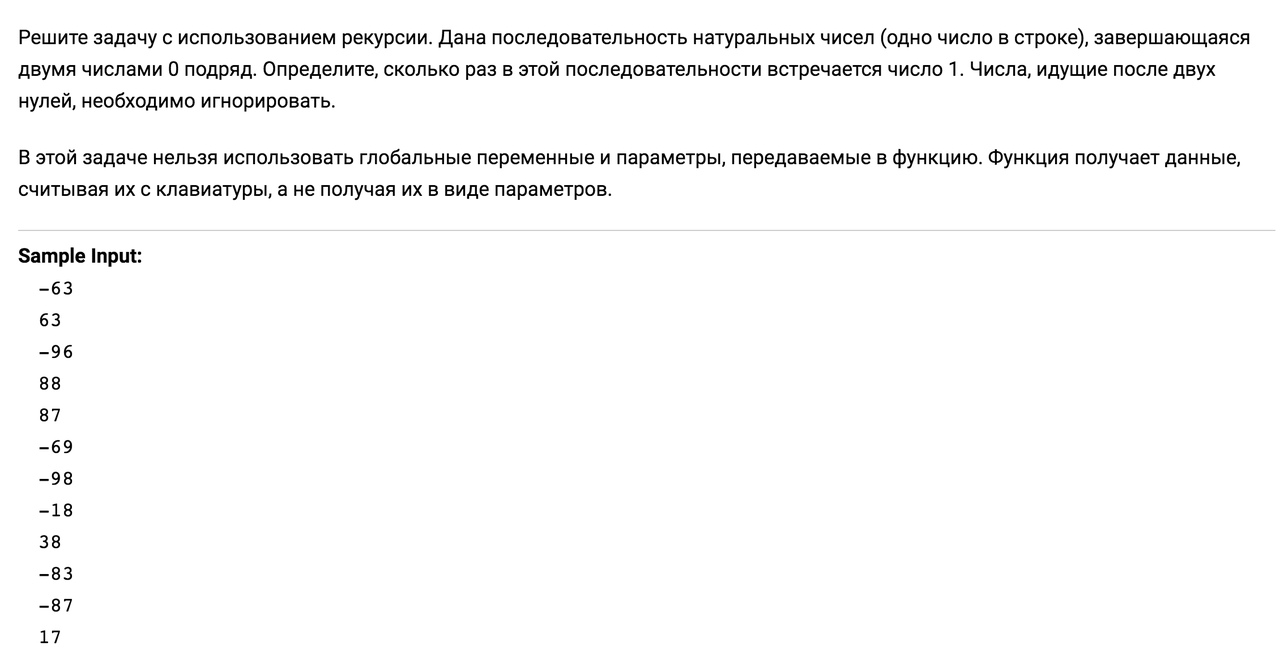 Решите задачу с использованием рекурсии. Дана последовательность натуральных чисел (одно число в строке), завершающаяся
двумя числами 0 подряд. Определите, сколько раз в этой последовательности встречается число 1. Числа, идущие после двух
нулей, необходимо игнорировать.
В этой задаче нельзя использовать глобальные переменные и параметры, передаваемые в функцию. Функция получает данные,
считывая их с клавиатуры, а не получая их в виде параметров.
Sample Input:
-63
63
-96
88
87
-69
-98
-18
38
-83
-87
17